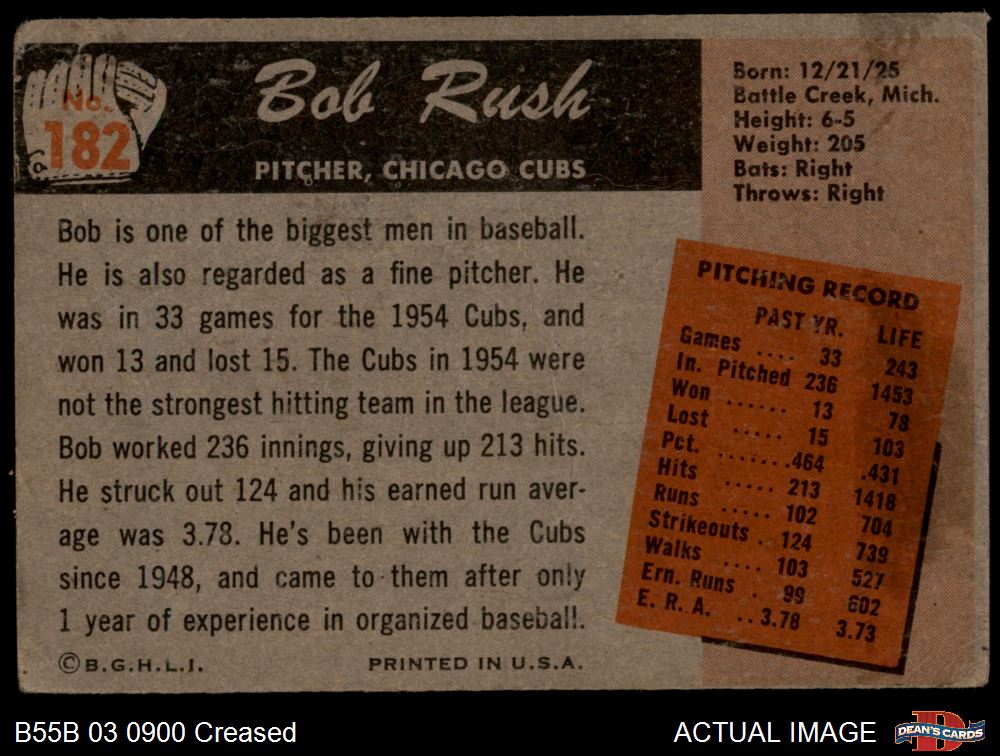 No.
182
Bob Rush
PITCHER, CHICAGO CUBS
Born: 12/21/25
Battle Creek, Mich.
Height: 6-5
Weight: 205
Bats: Right
Throws: Right
Bob is one of the biggest men in baseball.
He is also regarded as a fine pitcher. He
was in 33 games for the 1954 Cubs, and
won 13 and lost 15. The Cubs in 1954 were
not the strongest hitting team in the league.
Bob worked 236 innings, giving up 213 hits.
He struck out 124 and his earned run aver-
age was 3.78. He's been with the Cubs
since 1948, and came to them after only
1 year of experience in organized baseball.
© B.G.H.L.I.
PRINTED IN U.S.A.
PITCHING RECORD
PAST YR. LIFE
Games .... 33 243
In. Pitched 236 1453
Won ...... 13 78
Lost ..... 15 103
Pct. .......464 .431
Hits ..... 213 1418
Runs ..... 102 704
Strikeouts . 124 739
Walks .... 103 527
Ern. Runs . 99 602
E. R. A. ..3.78 3.73
B55B 03 0900 Creased
ACTUAL IMAGE
D
DEAN'S CARDS